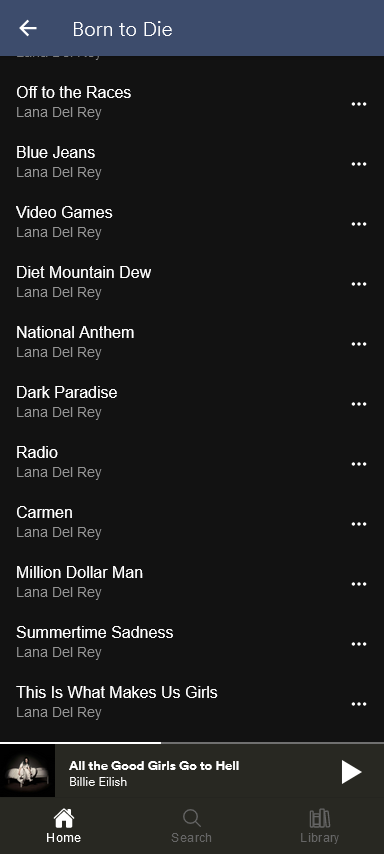 Born to Die
Off to the Races
Lana Del Rey
Blue Jeans
Lana Del Rey
Video Games
Lana Del Rey
Diet Mountain Dew
Lana Del Rey
National Anthem
Lana Del Rey
Dark Paradise
Lana Del Rey
Radio
Lana Del Rey
Carmen
Lana Del Rey
Million Dollar Man
Lana Del Rey
Summertime Sadness
Lana Del Rey
This Is What Makes Us Girls
Lana Del Rey
All the Good Girls Go to Hell
Billie Eilish
Home
Search
Library